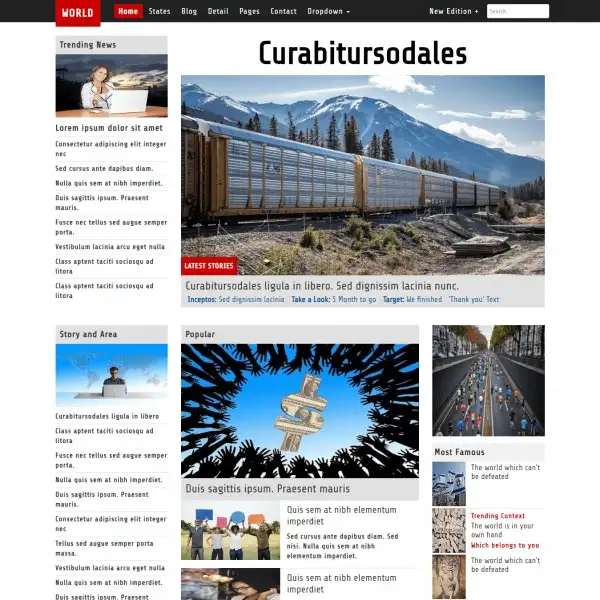 WORLD
Home States Blog Detail Pages Contact Dropdown New Edition + Search
Trending News
Lorem ipsum dolor sit amet
Consectetur adipiscing elit integer
nec
Sed cursus ante dapibus diam.
Nulla quis sem at nibh imperdiet.
Duis sagittis ipsum. Praesent
mauris.
Fusce nec tellus sed augue semper
porta.
Vestibulum lacinia arcu eget nulla
Class aptent taciti sociosqu ad
litora
Class aptent taciti sociosqu ad
litora
Curabitursodales
LATEST STORIES
Curabitursodales ligula in libero. Sed dignissim lacinia nunc.
Inceptos: Sed dignissim lacinia Take a Look: 5 Month to go Target: We finished 'Thank you' Text
Story and Area
Curabitursodales ligula in libero
Class aptent taciti sociosqu ad
litora
Fusce nec tellus sed augue semper
porta.
Nulla quis sem at nibh imperdiet.
Duis sagittis ipsum. Praesent
mauris.
Consectetur adipiscing elit integer
nec
Tellus sed augue semper porta
massa.
Vestibulum lacinia arcu eget nulla
Class aptent taciti sociosqu ad
litora
Nulla quis sem at nibh imperdiet.
Popular
Duis sagittis ipsum. Praesent mauris
Quis sem at nibh elementum
imperdiet
Sed cursus ante dapibus diam. Sed
nisi. Nulla quis sem at nibh
elementum imperdiet.
Quis sem at nibh elementum
imperdiet
Most Famous
The world which can't
be defeated
Trending Context
The world is in your
own hand
Which belongs to you
The world which can't
be defeated